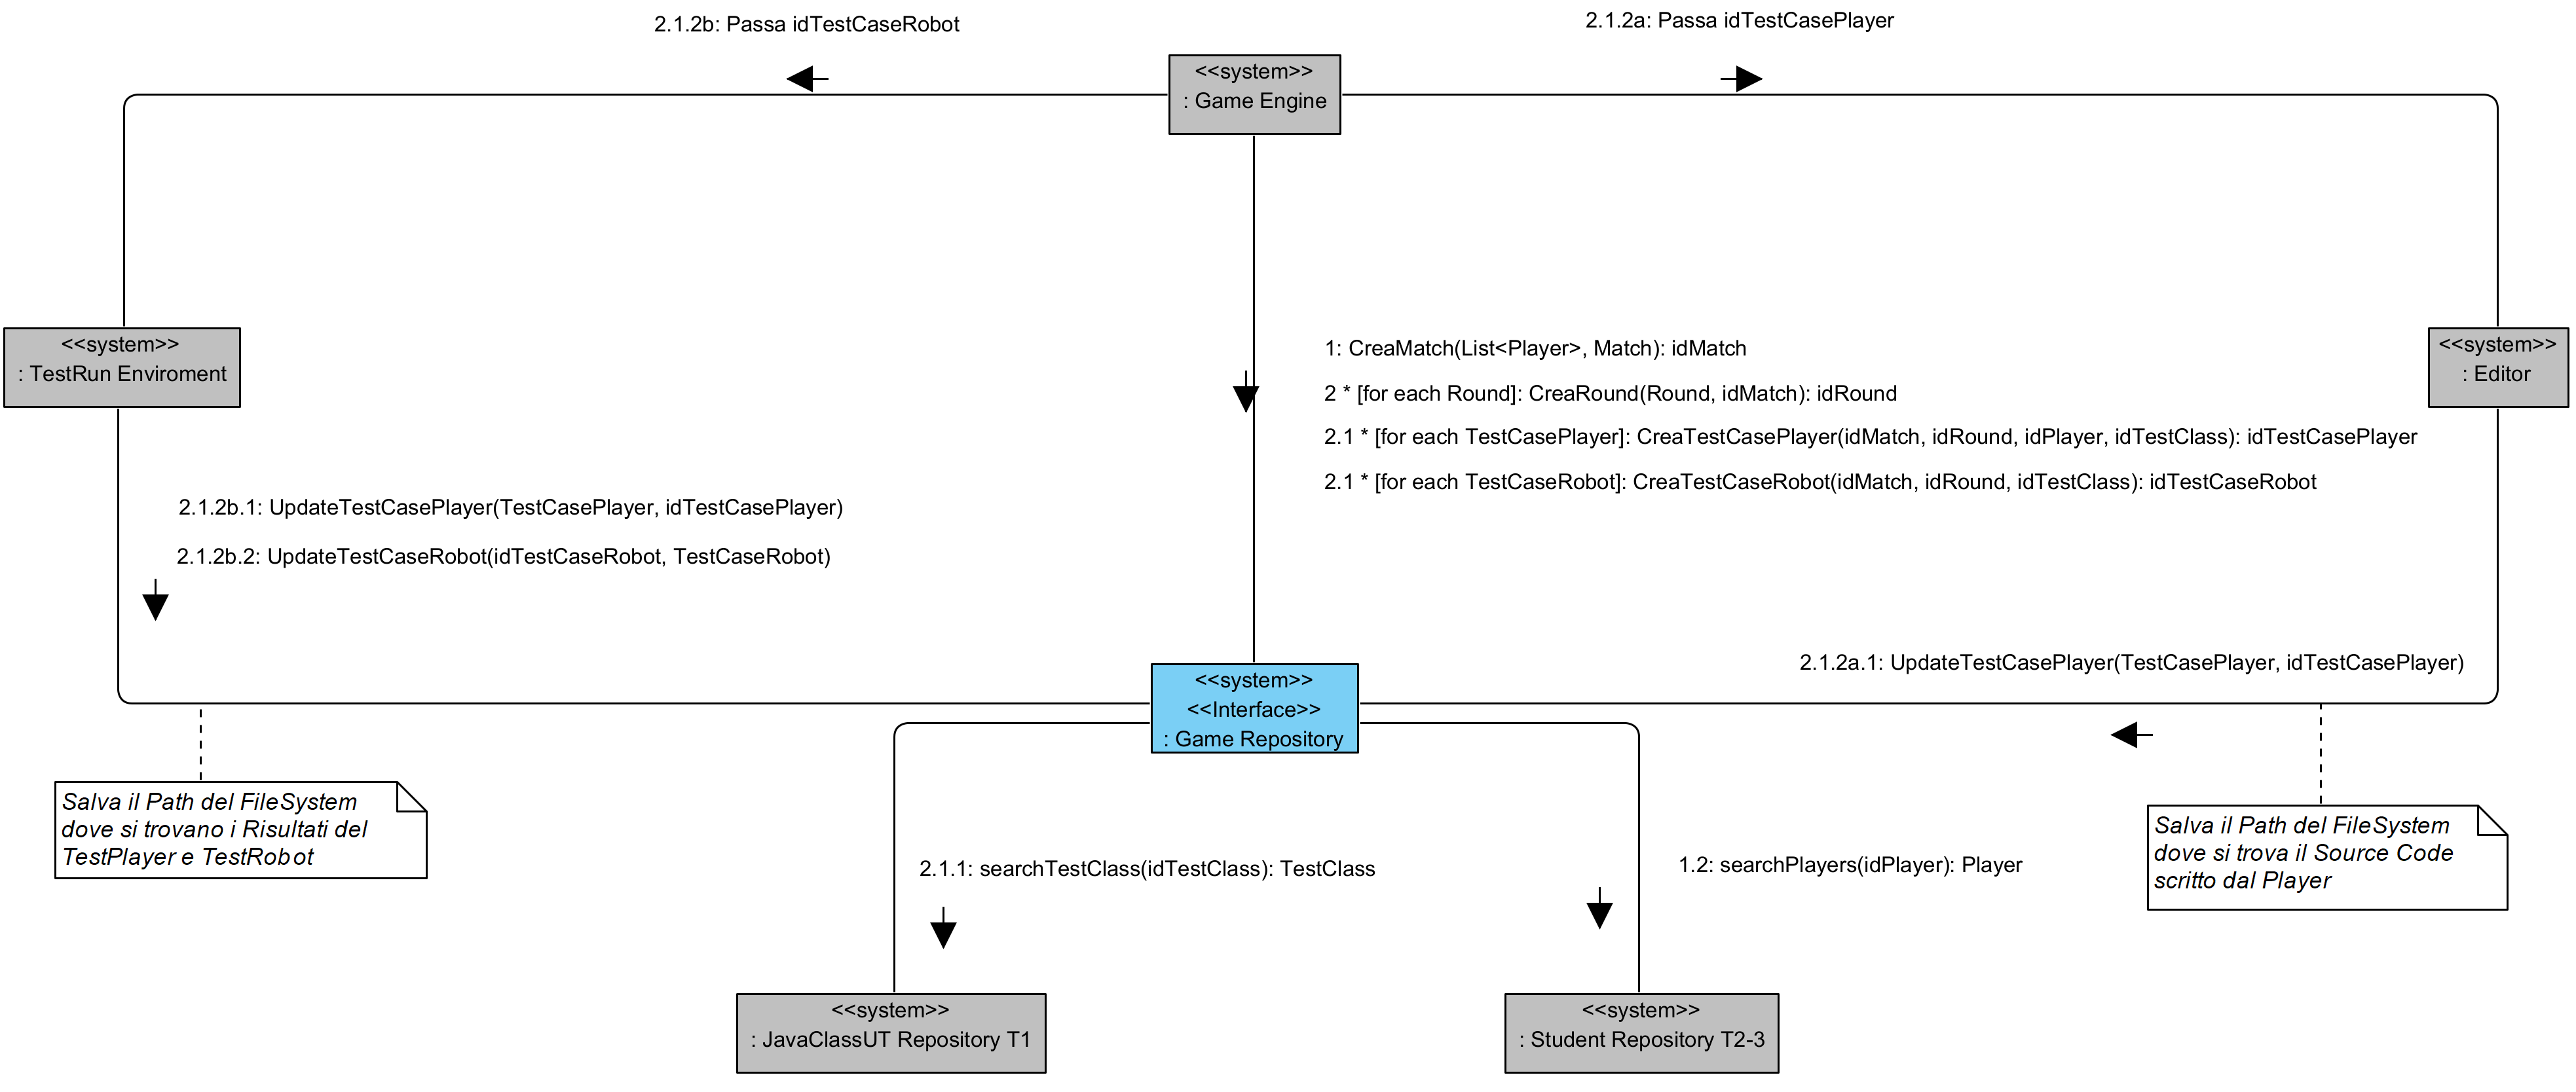 2.1.2b: Passa idTestCaseRobot
2.1.2a: Passa idTestCasePlayer
<<system>>
: Game Engine
<<system>>
: TestRun Enviroment
<<system>>
: Editor
1: CreaMatch(List<Player>, Match): idMatch
2 * [for each Round]: CreaRound(Round, idMatch): idRound
2.1 * [for each TestCasePlayer]: CreaTestCasePlayer(idMatch, idRound, idPlayer, idTestClass): idTestCasePlayer
2.1 * [for each TestCaseRobot]: CreaTestCaseRobot(idMatch, idRound, idTestClass): idTestCaseRobot
2.1.2b.1: UpdateTestCasePlayer(TestCasePlayer, idTestCasePlayer)
2.1.2b.2: UpdateTestCaseRobot(idTestCaseRobot, TestCaseRobot)
2.1.2a.1: UpdateTestCasePlayer(TestCasePlayer, idTestCasePlayer)
<<system>>
<<Interface>>
: Game Repository
Salva il Path del FileSystem
dove si trovano i Risultati del
TestPlayer e TestRobot
Salva il Path del FileSystem
dove si trova il Source Code
scritto dal Player
2.1.1: searchTestClass(idTestClass): TestClass
1.2: searchPlayers(idPlayer): Player
<<system>>
: JavaClassUT Repository T1
<<system>>
: Student Repository T2-3